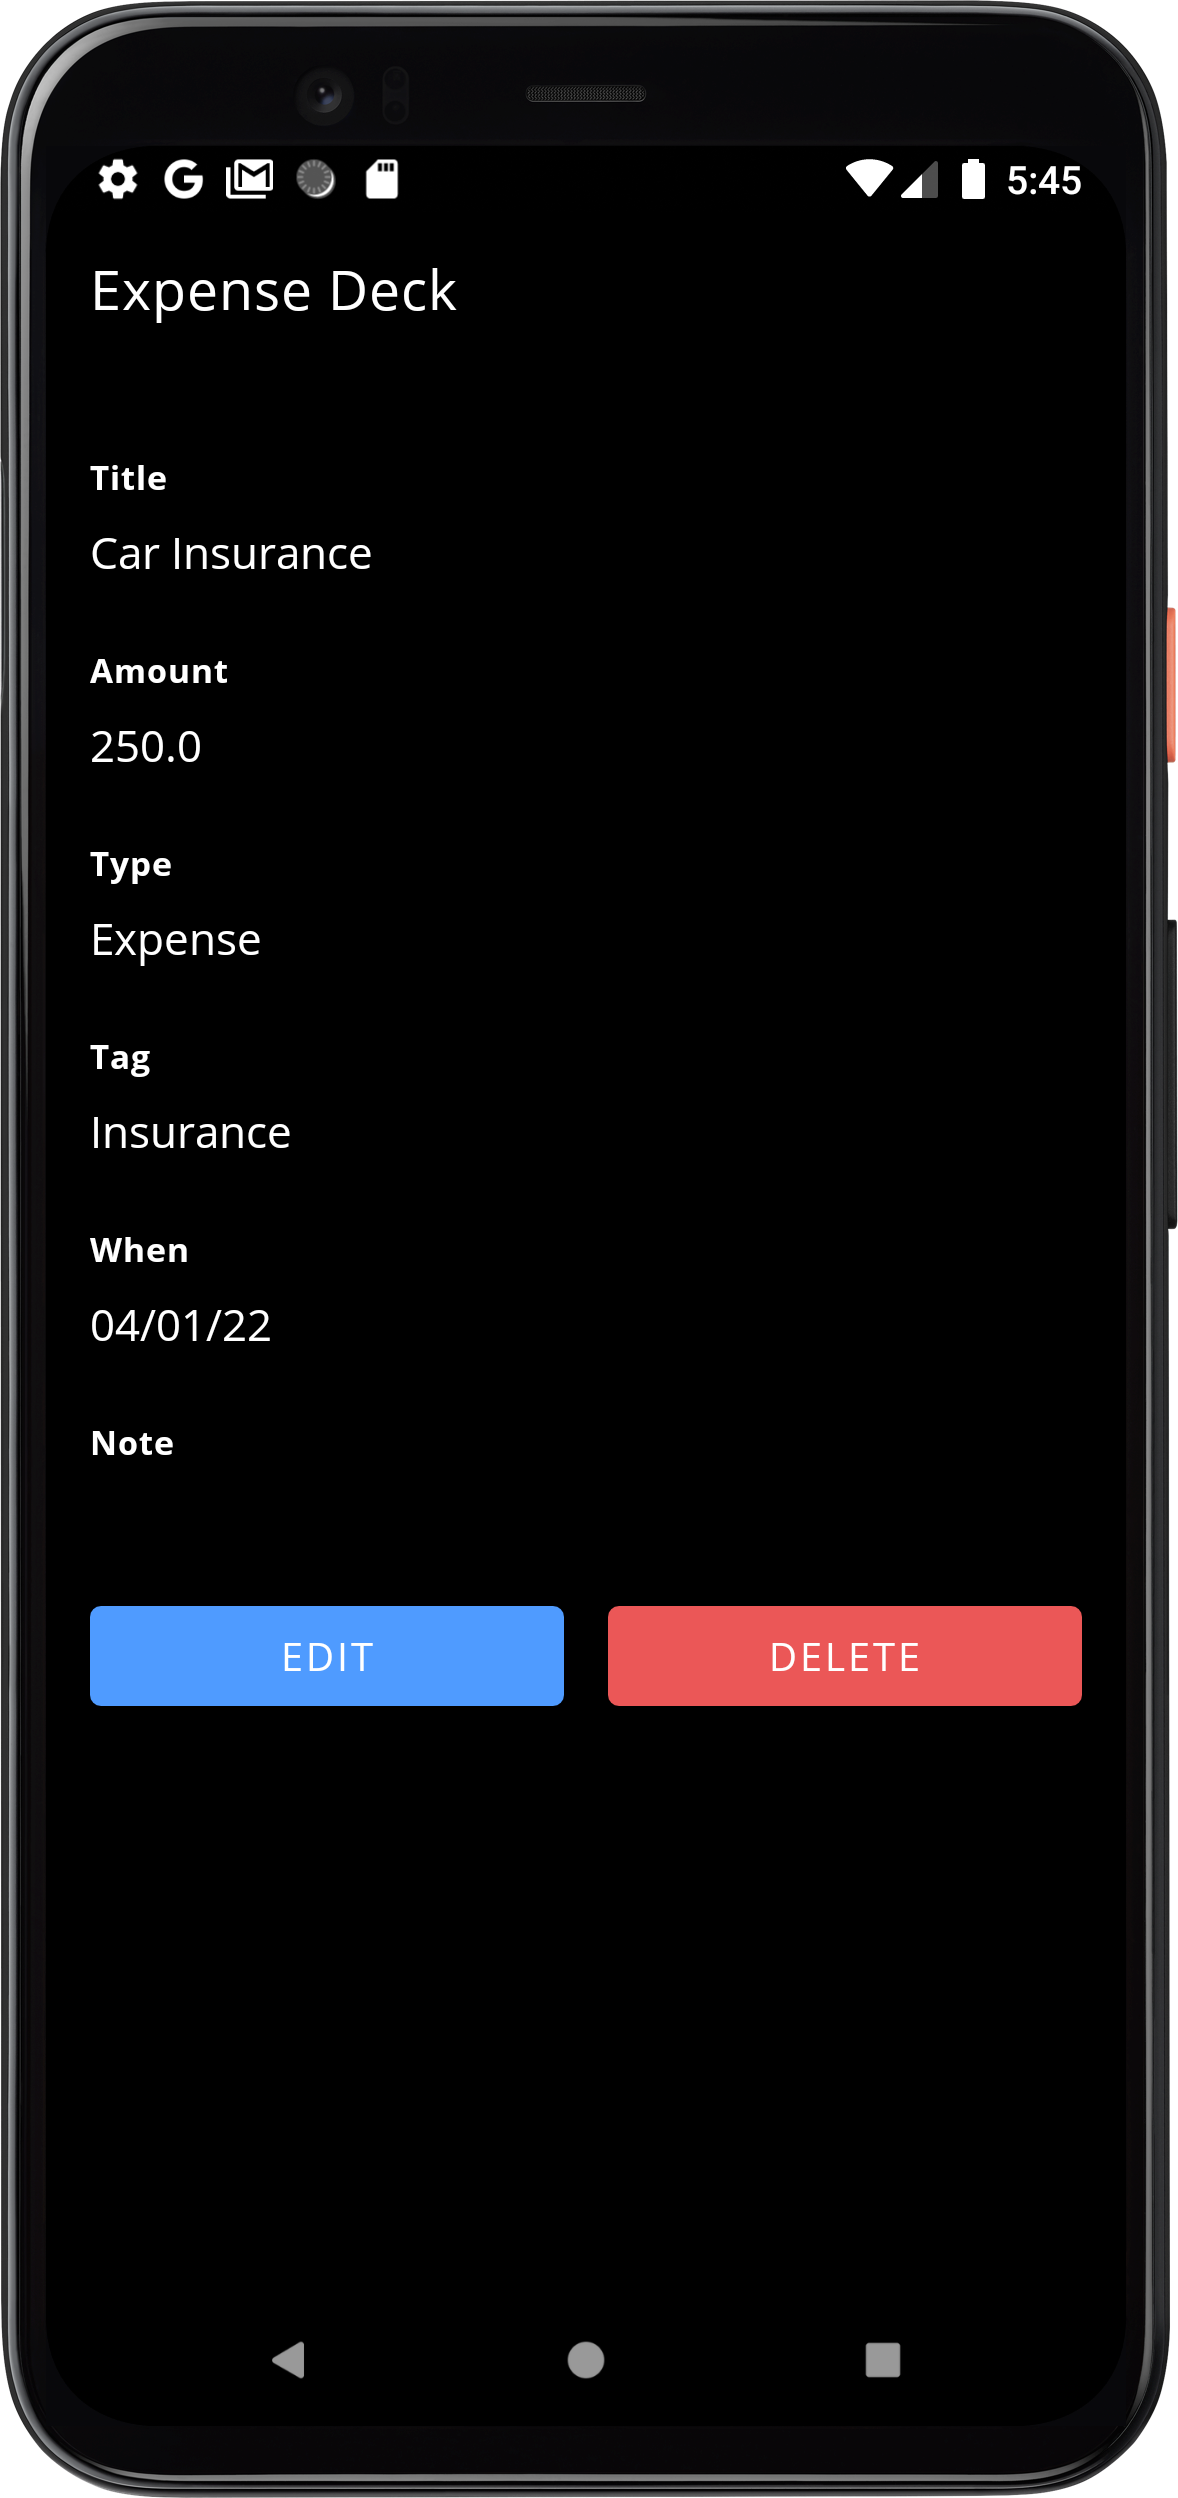 5:45
Expense Deck
Title
Car Insurance
Amount
250.0
Type
Expense
Tag
Insurance
When
04/01/22
Note
EDIT
DELETE